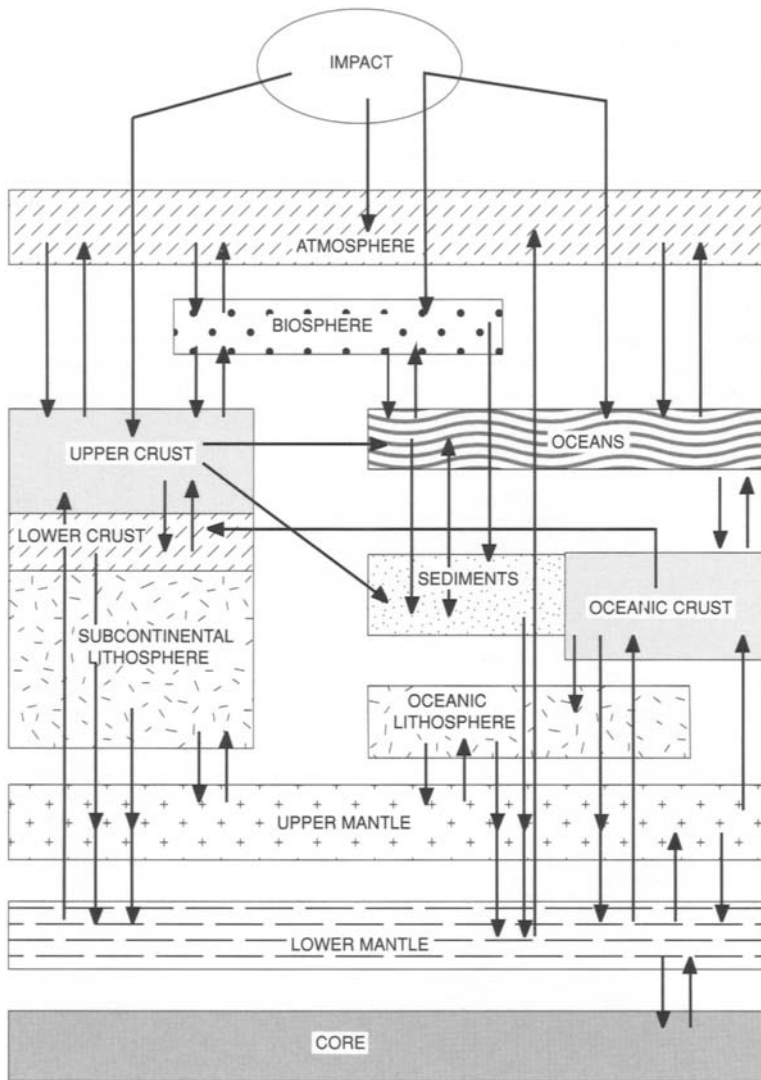 IMPACT
ATMOSPHERE
BIOSPHERE
UPPER CRUST
OCEANS
LOWER CRUST
SEDIMENTS
OCEANIC CRUST
SUBCONTINENTAL
LITHOSPHERE
OCEANIC
LITHOSPHERE
UPPER MANTLE
LOWER MANTLE
CORE